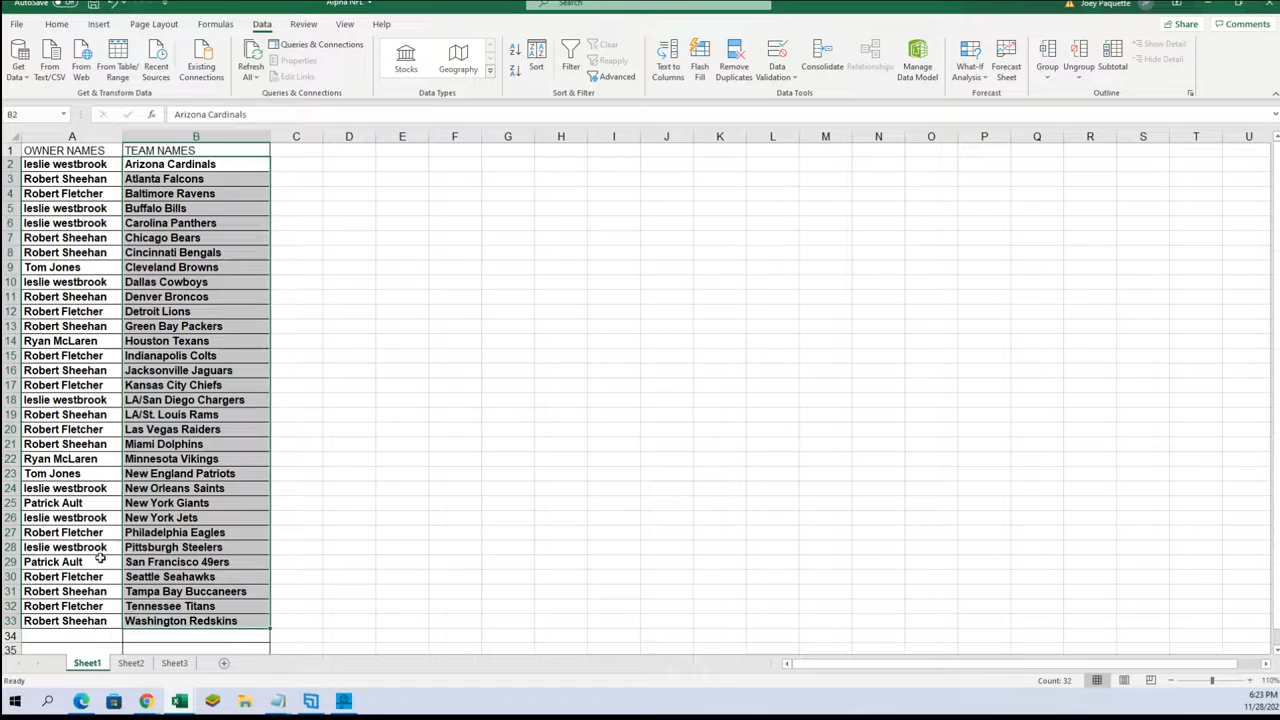 AutoSave Off Alpha NFL Search Joey Paquette
File Home Insert Page Layout Formulas Data Review View Help Share Comments
Get Data From Text/CSV From Web From Table/Range Recent Sources Existing Connections
Refresh All Queries & Connections Properties Edit Links
Stocks Geography
Sort Filter Clear Reapply Advanced
Text to Columns Flash Fill Remove Duplicates Data Validation Consolidate Relationships Manage Data Model
What-If Analysis Forecast Sheet Group Ungroup Subtotal Show Detail Hide Detail
Get & Transform Data Queries & Connections Data Types Sort & Filter Data Tools Forecast Outline
B2 fx Arizona Cardinals
A B C D E F G H I J K L M N O P Q R S T U
1 OWNER NAMES TEAM NAMES
2 leslie westbrook Arizona Cardinals
3 Robert Sheehan Atlanta Falcons
4 Robert Fletcher Baltimore Ravens
5 leslie westbrook Buffalo Bills
6 leslie westbrook Carolina Panthers
7 Robert Sheehan Chicago Bears
8 Robert Sheehan Cincinnati Bengals
9 Tom Jones Cleveland Browns
10 leslie westbrook Dallas Cowboys
11 Robert Sheehan Denver Broncos
12 Robert Fletcher Detroit Lions
13 Robert Sheehan Green Bay Packers
14 Ryan McLaren Houston Texans
15 Robert Fletcher Indianapolis Colts
16 Robert Sheehan Jacksonville Jaguars
17 Robert Fletcher Kansas City Chiefs
18 leslie westbrook LA/San Diego Chargers
19 Robert Sheehan LA/St. Louis Rams
20 Robert Fletcher Las Vegas Raiders
21 Robert Sheehan Miami Dolphins
22 Ryan McLaren Minnesota Vikings
23 Tom Jones New England Patriots
24 leslie westbrook New Orleans Saints
25 Patrick Ault New York Giants
26 leslie westbrook New York Jets
27 Robert Fletcher Philadelphia Eagles
28 leslie westbrook Pittsburgh Steelers
29 Patrick Ault San Francisco 49ers
30 Robert Fletcher Seattle Seahawks
31 Robert Sheehan Tampa Bay Buccaneers
32 Robert Fletcher Tennessee Titans
33 Robert Sheehan Washington Redskins
34
35
Sheet1 Sheet2 Sheet3
Ready Count: 32 110%
6:23 PM
11/28/202